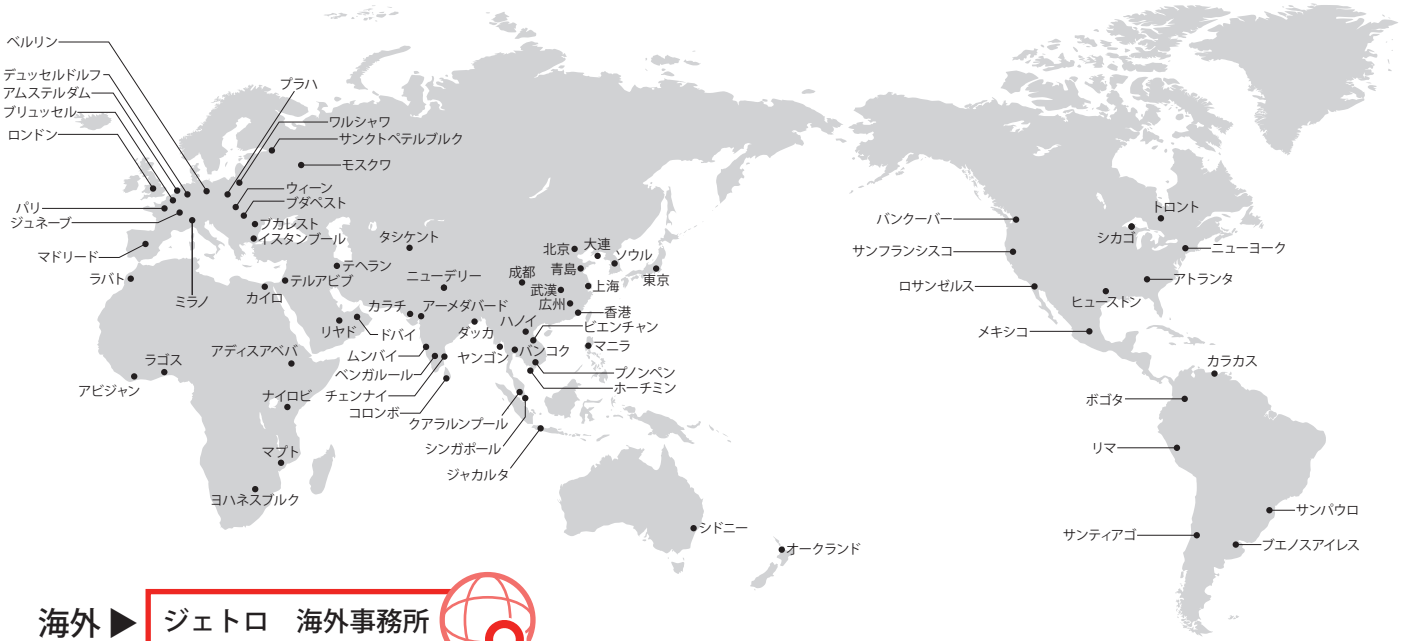 ベルリン
デュッセルドルフ
アムステルダム
ブリュッセル
ロンドン
プラハ
ワルシャワ
サンクトペテルブルク
モスクワ
パリ
ジュネーブ
マドリード
ラバト
ミラノ
ウィーン
ブダペスト
ブカレスト
イスタンブール
カイロ
テルアビブ
テヘラン
タシケント
ニューデリー
カラチ
アーメダバード
リヤド
ドバイ
ダッカ
ムンバイ
ベンガルール
チェンナイ
コロンボ
ヤンゴン
アディスアベバ
ラゴス
アビジャン
ナイロビ
マプト
ヨハネスブルク
北京
大連
ソウル
青島
東京
成都
武漢
上海
広州
香港
ハノイ
ビエンチャン
バンコク
マニラ
プノンペン
ホーチミン
クアラルンプール
シンガポール
ジャカルタ
シドニー
オークランド
バンクーバー
サンフランシスコ
ロサンゼルス
メキシコ
トロント
シカゴ
ニューヨーク
アトランタ
ヒューストン
カラカス
ボゴタ
リマ
サンパウロ
サンティアゴ
ブエノスアイレス
海外 ▶ ジェトロ 海外事務所